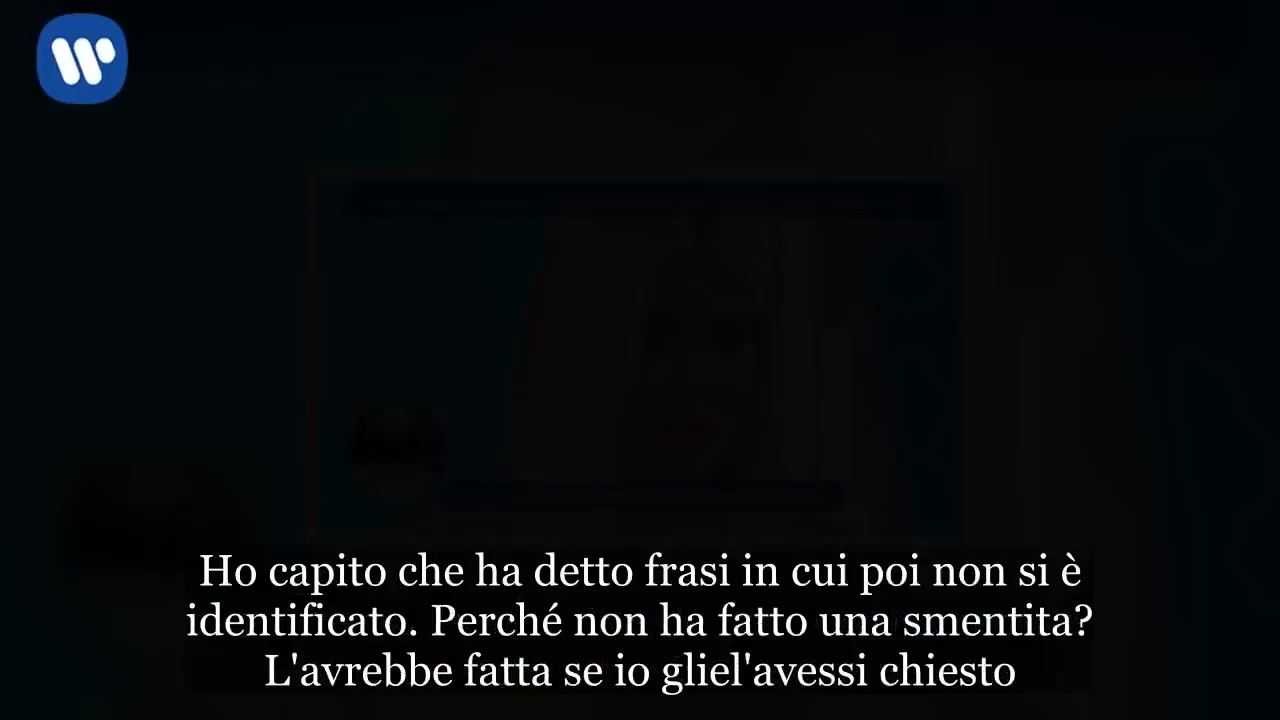 Ho capito che ha detto frasi in cui poi non si è
identificato. Perché non ha fatto una smentita?
L'avrebbe fatta se io gliel'avessi chiesto